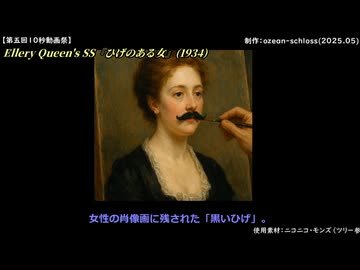 【第五回10秒動画祭】
制作：ozean-schloss(2025.05)
Ellery Queen's SS「ひげのある女」(1934)
女性の肖像画に残された「黒いひげ」。
使用素材：ニコニコ・モンズ（ツリー参